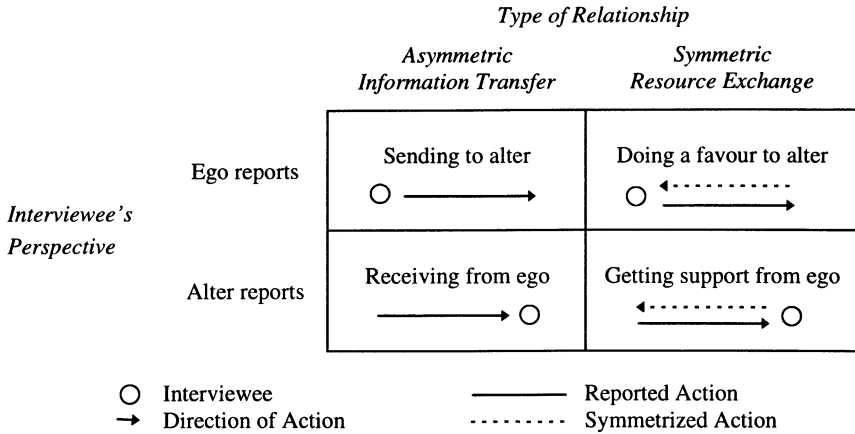 Type of Relationship
Asymmetric
Information Transfer
Symmetric
Resource Exchange
Interviewee's
Perspective
Ego reports
Sending to alter
Doing a favour to alter
Alter reports
Receiving from ego
Getting support from ego
Interviewee
Reported Action
Direction of Action
Symmetrized Action